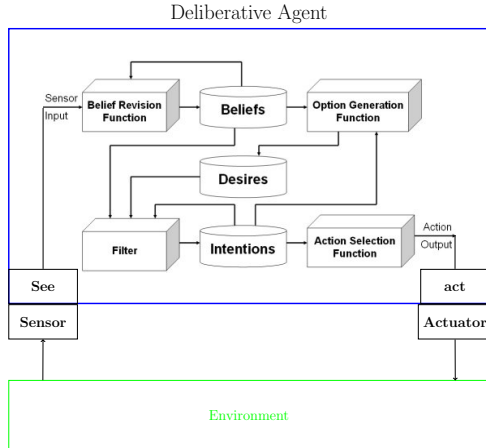 Deliberative Agent
Sensor
Input
Belief Revision
Function
Beliefs
Option Generation
Function
Desires
Filter
Intentions
Action Selection
Function
Action
Output
See
act
Sensor
Actuator
Environment